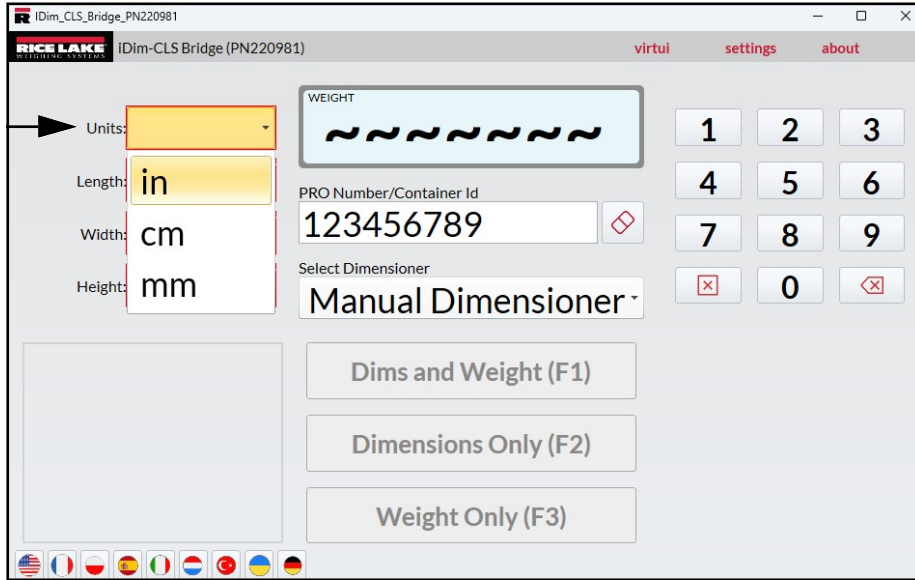 IDim_CLS_Bridge_PN220981
RICE LAKE
WEIGHING SYSTEMS
iDim-CLS Bridge (PN220981)
virtui
settings
about
Units:
in
cm
mm
Length:
Width:
Height:
WEIGHT
~~~~~~~
PRO Number/Container Id
123456789
Select Dimensioner
Manual Dimensioner
1 2 3
4 5 6
7 8 9
0
Dims and Weight (F1)
Dimensions Only (F2)
Weight Only (F3)